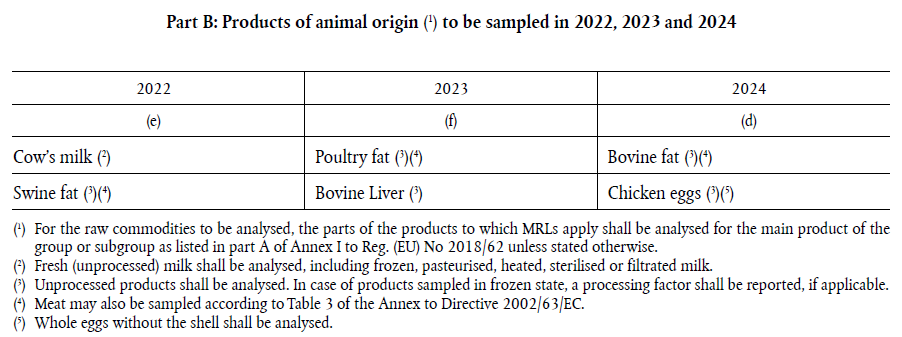 Part B: Products of animal origin (¹) to be sampled in 2022, 2023 and 2024
2022 2023 2024
(e) (f) (d)
Cow's milk (²) Poultry fat (³)(⁴) Bovine fat (³)(⁴)
Swine fat (³)(⁴) Bovine Liver (³) Chicken eggs (³)(⁵)
(¹) For the raw commodities to be analysed, the parts of the products to which MRLs apply shall be analysed for the main product of the
group or subgroup as listed in part A of Annex I to Reg. (EU) No 2018/62 unless stated otherwise.
(²) Fresh (unprocessed) milk shall be analysed, including frozen, pasteurised, heated, sterilised or filtrated milk.
(³) Unprocessed products shall be analysed. In case of products sampled in frozen state, a processing factor shall be reported, if applicable.
(⁴) Meat may also be sampled according to Table 3 of the Annex to Directive 2002/63/EC.
(⁵) Whole eggs without the shell shall be analysed.